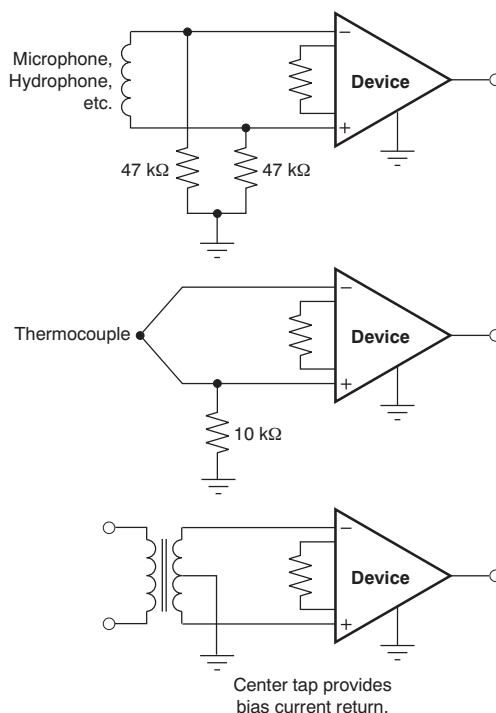 Microphone,
Hydrophone,
etc.
−
Device
+
47 kΩ 47 kΩ
−
Thermocouple
Device
+
10 kΩ
−
Device
+
Center tap provides
bias current return.